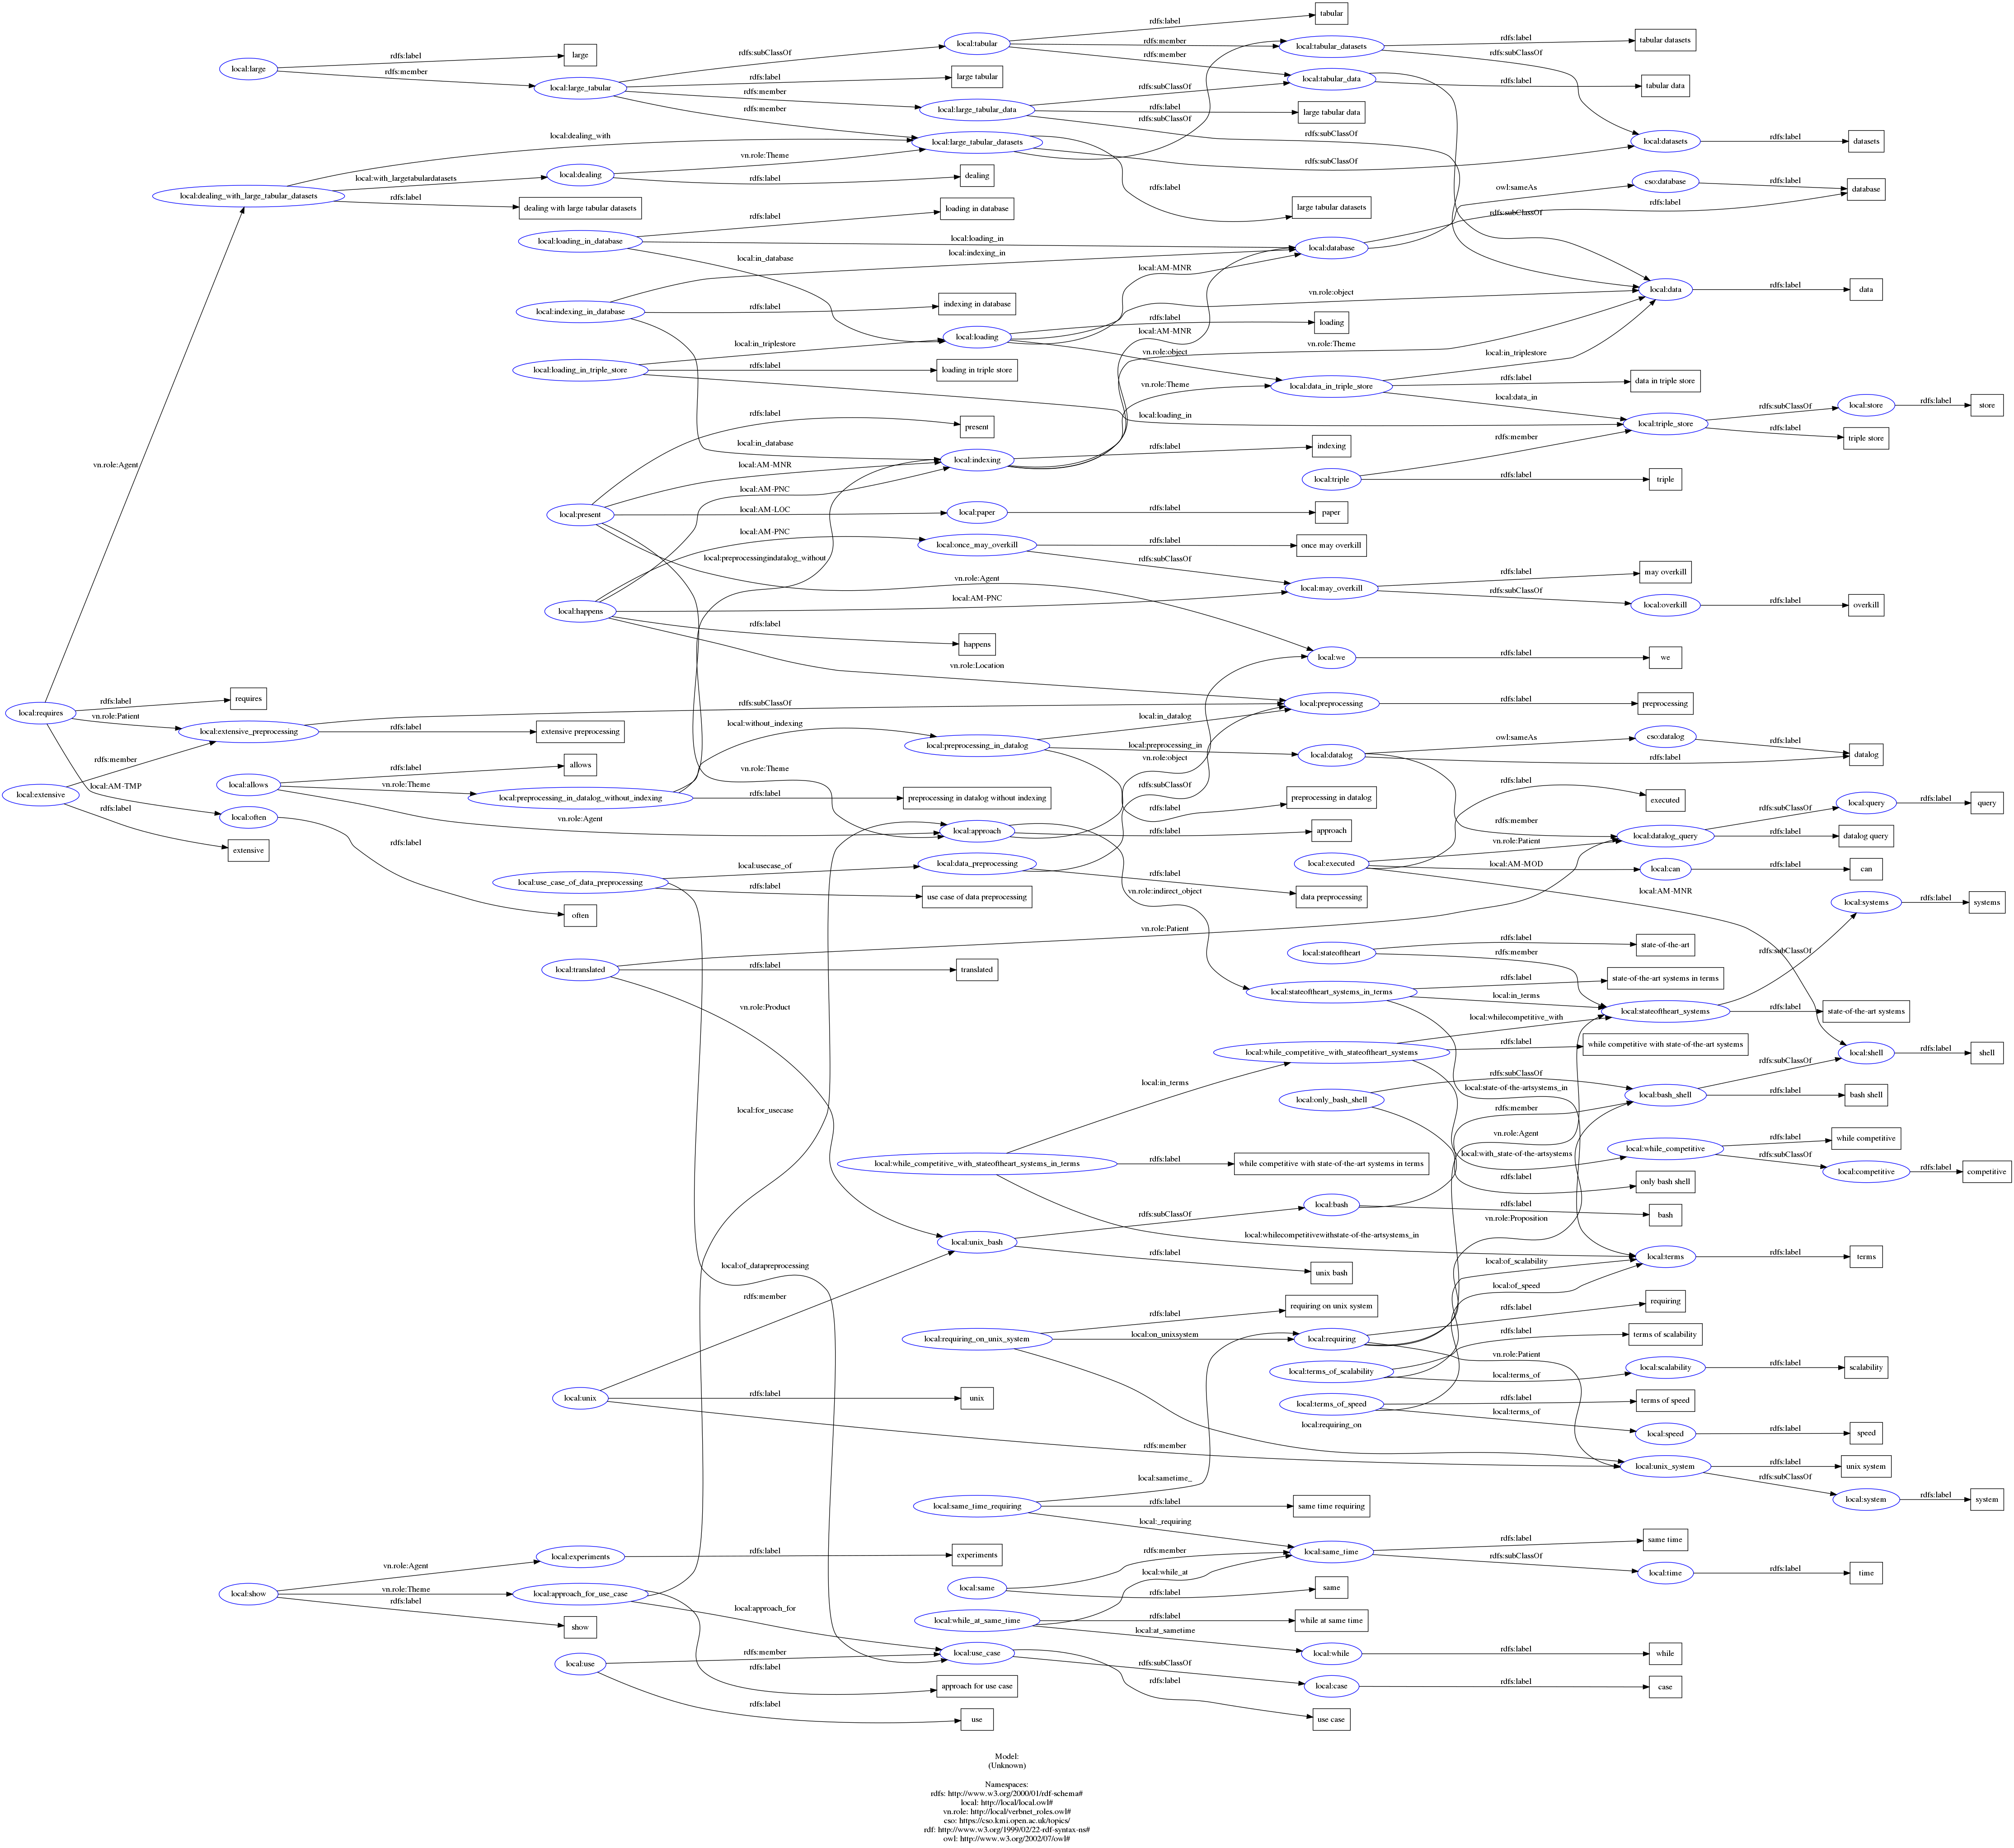 rdfs:label
tabular
local:tabular
rdfs:member
rdfs:subClassOf
local:tabular_datasets
rdfs:label
tabular datasets
rdfs:label
large
rdfs:member
rdfs:subClassOf
local:large
rdfs:member
rdfs:label
large tabular
local:tabular_data
rdfs:label
tabular data
local:large_tabular
rdfs:member
rdfs:subClassOf
local:large_tabular_data
rdfs:label
large tabular data
rdfs:member
rdfs:subClassOf
rdfs:subClassOf
local:dealing_with
local:large_tabular_datasets
local:datasets
rdfs:label
datasets
vn.role:Theme
rdfs:subClassOf
local:with_largetabulardatasets
local:dealing
rdfs:label
dealing
owl:sameAs
cso:database
rdfs:label
database
local:dealing_with_large_tabular_datasets
rdfs:label
dealing with large tabular datasets
rdfs:label
large tabular datasets
rdfs:label
loading in database
rdfs:subClassOf
rdfs:label
local:loading_in_database
local:loading_in
local:database
local:indexing_in
local:in_database
local:AM-MNR
local:indexing_in_database
rdfs:label
indexing in database
vn.role:object
local:data
rdfs:label
data
rdfs:label
loading
local:in_triplestore
local:loading
local:AM-MNR
vn.role:Theme
vn.role:object
local:in_triplestore
local:loading_in_triple_store
rdfs:label
loading in triple store
vn.role:Theme
local:data_in_triple_store
rdfs:label
data in triple store
local:data_in
rdfs:subClassOf
local:store
rdfs:label
store
rdfs:label
present
local:loading_in
local:triple_store
rdfs:label
triple store
local:in_database
rdfs:label
indexing
rdfs:member
local:AM-MNR
local:indexing
local:triple
rdfs:label
triple
vn.role:Agent
local:AM-PNC
local:present
local:AM-LOC
local:paper
rdfs:label
paper
local:AM-PNC
local:once_may_overkill
rdfs:label
once may overkill
local:preprocessingindatalog_without
rdfs:subClassOf
rdfs:label
may overkill
vn.role:Agent
local:may_overkill
rdfs:subClassOf
local:happens
local:AM-PNC
local:overkill
rdfs:label
overkill
rdfs:label
happens
local:we
rdfs:label
we
vn.role:Location
rdfs:label
requires
rdfs:subClassOf
local:preprocessing
rdfs:label
preprocessing
local:requires
vn.role:Patient
local:extensive_preprocessing
rdfs:label
extensive preprocessing
local:without_indexing
local:in_datalog
owl:sameAs
cso:datalog
rdfs:label
local:preprocessing_in_datalog
local:preprocessing_in
local:datalog
rdfs:label
datalog
rdfs:member
rdfs:label
allows
vn.role:Theme
vn.role:object
rdfs:label
local:AM-TMP
local:allows
vn.role:Theme
rdfs:subClassOf
local:extensive
local:preprocessing_in_datalog_without_indexing
rdfs:label
preprocessing in datalog without indexing
preprocessing in datalog
executed
local:query
rdfs:label
query
rdfs:label
local:often
vn.role:Agent
rdfs:label
rdfs:member
rdfs:subClassOf
local:approach
rdfs:label
approach
local:datalog_query
rdfs:label
datalog query
extensive
rdfs:label
vn.role:Patient
local:usecase_of
local:data_preprocessing
local:executed
local:AM-MOD
local:can
rdfs:label
can
local:use_case_of_data_preprocessing
rdfs:label
use case of data preprocessing
rdfs:label
data preprocessing
vn.role:indirect_object
local:AM-MNR
local:systems
rdfs:label
systems
often
vn.role:Patient
rdfs:label
state-of-the-art
local:stateoftheart
rdfs:member
rdfs:subClassOf
local:translated
rdfs:label
translated
rdfs:label
state-of-the-art systems in terms
local:stateoftheart_systems_in_terms
local:in_terms
vn.role:Product
local:whilecompetitive_with
local:stateoftheart_systems
rdfs:label
state-of-the-art systems
rdfs:label
while competitive with state-of-the-art systems
local:while_competitive_with_stateoftheart_systems
local:shell
rdfs:label
shell
rdfs:subClassOf
rdfs:subClassOf
local:in_terms
local:state-of-the-artsystems_in
local:for_usecase
local:only_bash_shell
rdfs:member
local:bash_shell
rdfs:label
bash shell
vn.role:Agent
rdfs:label
while competitive
local:with_state-of-the-artsystems
local:while_competitive
rdfs:subClassOf
local:while_competitive_with_stateoftheart_systems_in_terms
rdfs:label
while competitive with state-of-the-art systems in terms
local:competitive
rdfs:label
competitive
rdfs:label
only bash shell
rdfs:subClassOf
local:bash
rdfs:label
bash
vn.role:Proposition
local:unix_bash
local:whilecompetitivewithstate-of-the-artsystems_in
rdfs:label
local:of_scalability
local:terms
rdfs:label
terms
local:of_datapreprocessing
unix bash
local:of_speed
rdfs:member
rdfs:label
requiring on unix system
rdfs:label
requiring
local:requiring_on_unix_system
local:on_unixsystem
local:requiring
rdfs:label
terms of scalability
vn.role:Patient
local:terms_of_scalability
local:terms_of
local:scalability
rdfs:label
scalability
local:unix
rdfs:label
unix
local:terms_of_speed
rdfs:label
terms of speed
local:terms_of
local:requiring_on
local:speed
rdfs:label
speed
rdfs:member
local:unix_system
rdfs:label
unix system
local:sametime_
rdfs:subClassOf
local:same_time_requiring
rdfs:label
same time requiring
local:system
rdfs:label
system
local:_requiring
rdfs:label
same time
local:experiments
rdfs:label
experiments
rdfs:member
local:same_time
rdfs:subClassOf
vn.role:Agent
local:while_at
local:time
rdfs:label
time
local:show
vn.role:Theme
local:approach_for_use_case
local:same
rdfs:label
same
rdfs:label
local:approach_for
local:while_at_same_time
rdfs:label
while at same time
show
local:at_sametime
rdfs:member
local:use_case
local:while
rdfs:label
while
local:use
rdfs:label
rdfs:subClassOf
approach for use case
rdfs:label
local:case
rdfs:label
case
rdfs:label
use
use case
Model:
(Unknown)
Namespaces:
rdfs: http://www.w3.org/2000/01/rdf-schema#
local: http://local/local.owl#
vn.role: http://local/verbnet_roles.owl#
cso: https://cso.kmi.open.ac.uk/topics/
rdf: http://www.w3.org/1999/02/22-rdf-syntax-ns#
owl: http://www.w3.org/2002/07/owl#